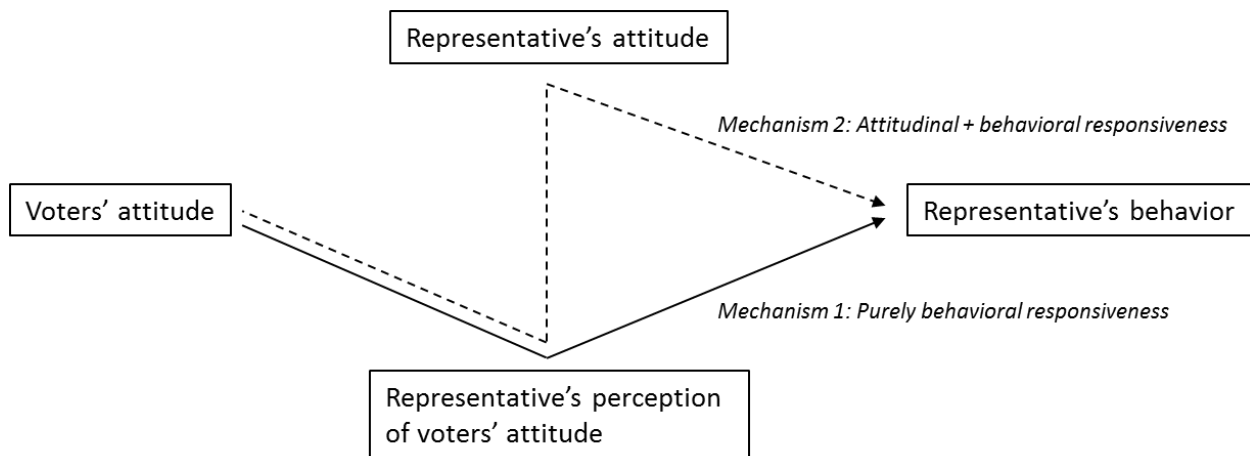 Representative’s attitude
Mechanism 2: Attitudinal + behavioral responsiveness
Voters’ attitude
Representative’s behavior
Mechanism 1: Purely behavioral responsiveness
Representative’s perception
of voters’ attitude